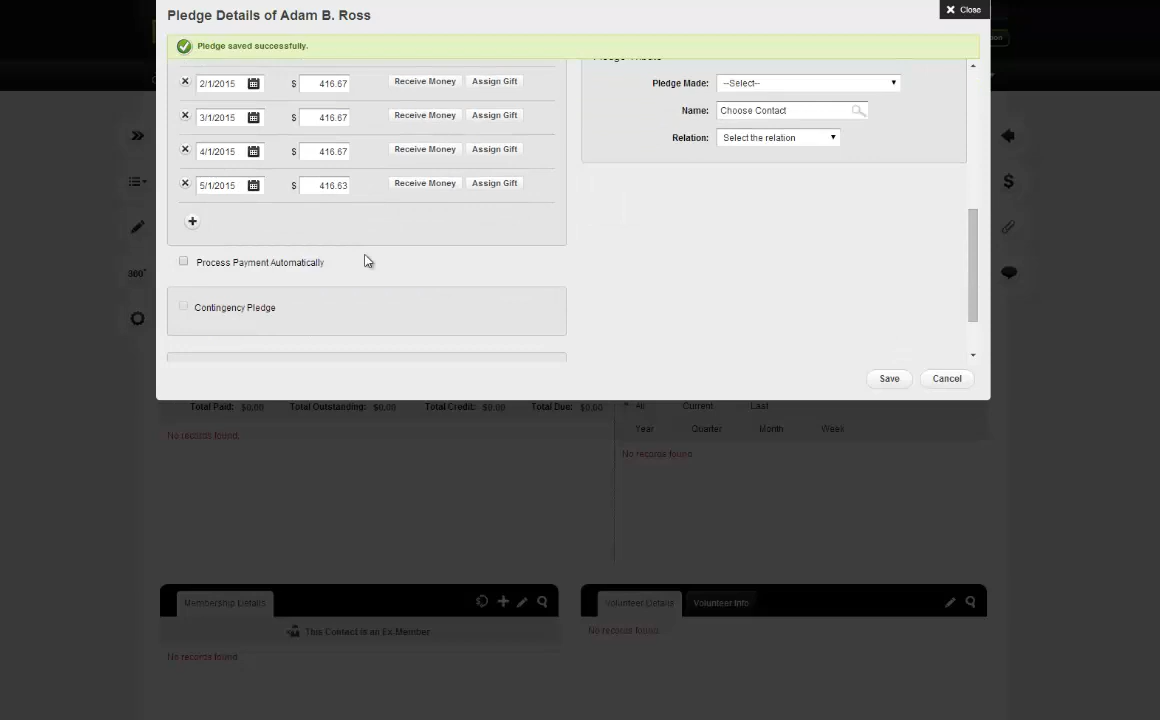 Pledge Details of Adam B. Ross
Close
Pledge saved successfully.
2/1/2015 $ 416.67 Receive Money Assign Gift
3/1/2015 $ 416.67 Receive Money Assign Gift
4/1/2015 $ 416.67 Receive Money Assign Gift
5/1/2015 $ 416.63 Receive Money Assign Gift
Process Payment Automatically
Contingency Pledge
Pledge Tribute
Pledge Made: --Select--
Name: Choose Contact
Relation: Select the relation
Save Cancel
Total Paid: $0.00 Total Outstanding: $0.00 Total Credit: $0.00 Total Due: $0.00
No records found.
All Current Last
Year Quarter Month Week
No records found
360°
$
Membership Details
This Contact is an Ex Member
No records found
Volunteer Details Volunteer Info
No records found